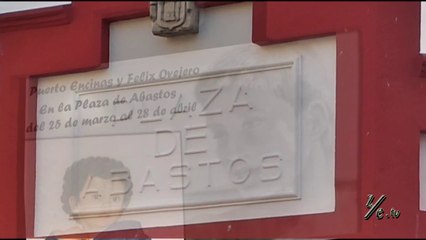 Puerto Encinas y Felix Ovejero
En la Plaza de Abastos
del 25 de marzo al 28 de abril
PLAZA
DE
ABASTOS